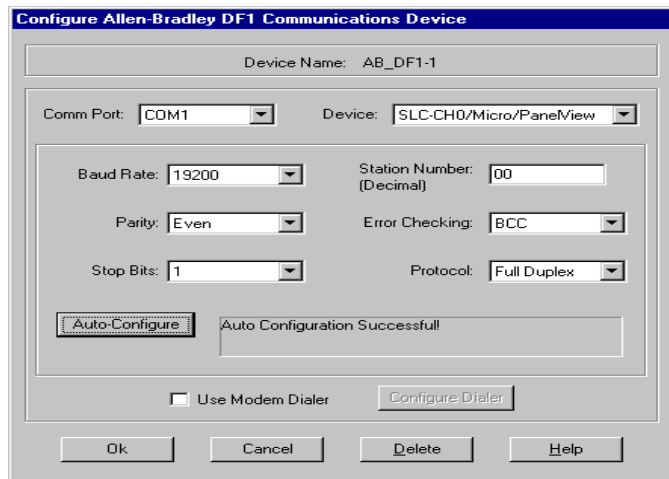 Configure Allen-Bradley DF1 Communications Device
Device Name: AB_DF1-1
Comm Port: COM1 Device: SLC-CH0/Micro/PanelView
Baud Rate: 19200 Station Number: 00
(Decimal)
Parity: Even Error Checking: BCC
Stop Bits: 1 Protocol: Full Duplex
Auto-Configure Auto Configuration Successful!
Use Modem Dialer Configure Dialer
Ok Cancel Delete Help